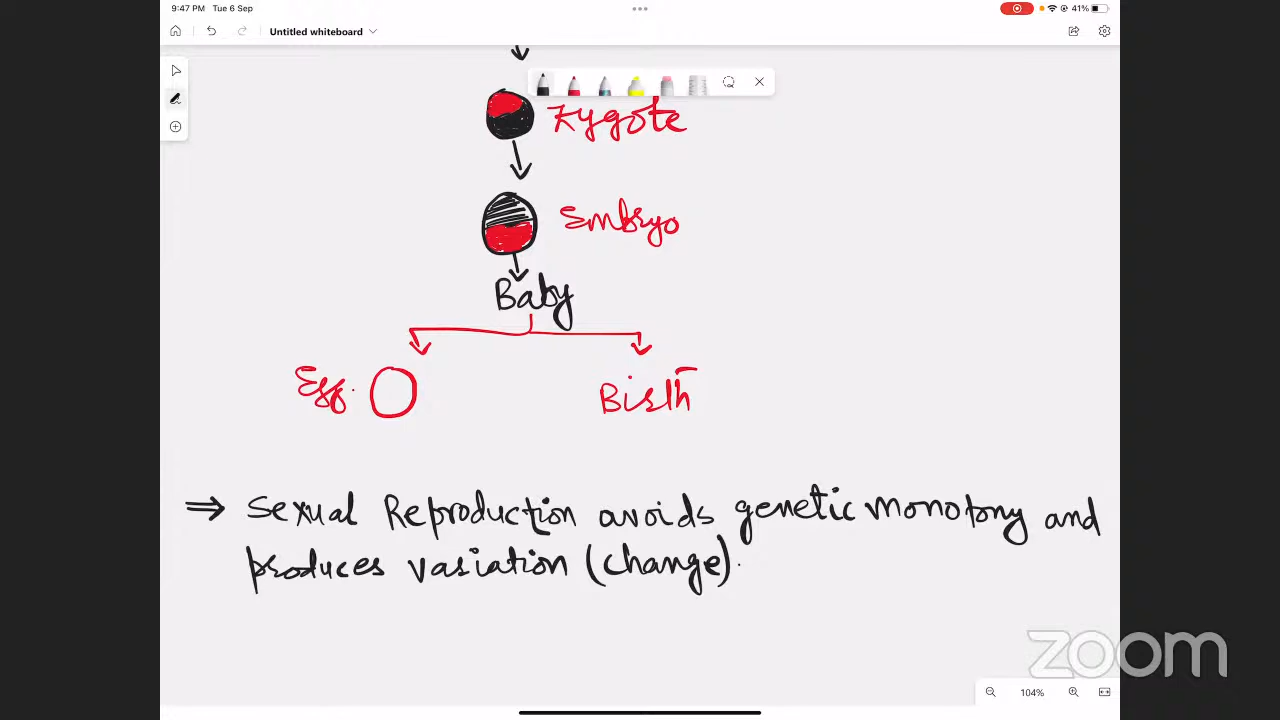 9:47 PM Tue 6 Sep 41%
Untitled whiteboard
Zygote
Embryo
Baby
Egg. Birth
⇒ Sexual Reproduction avoids genetic monotony and
produces variation (change).
zoom
104%